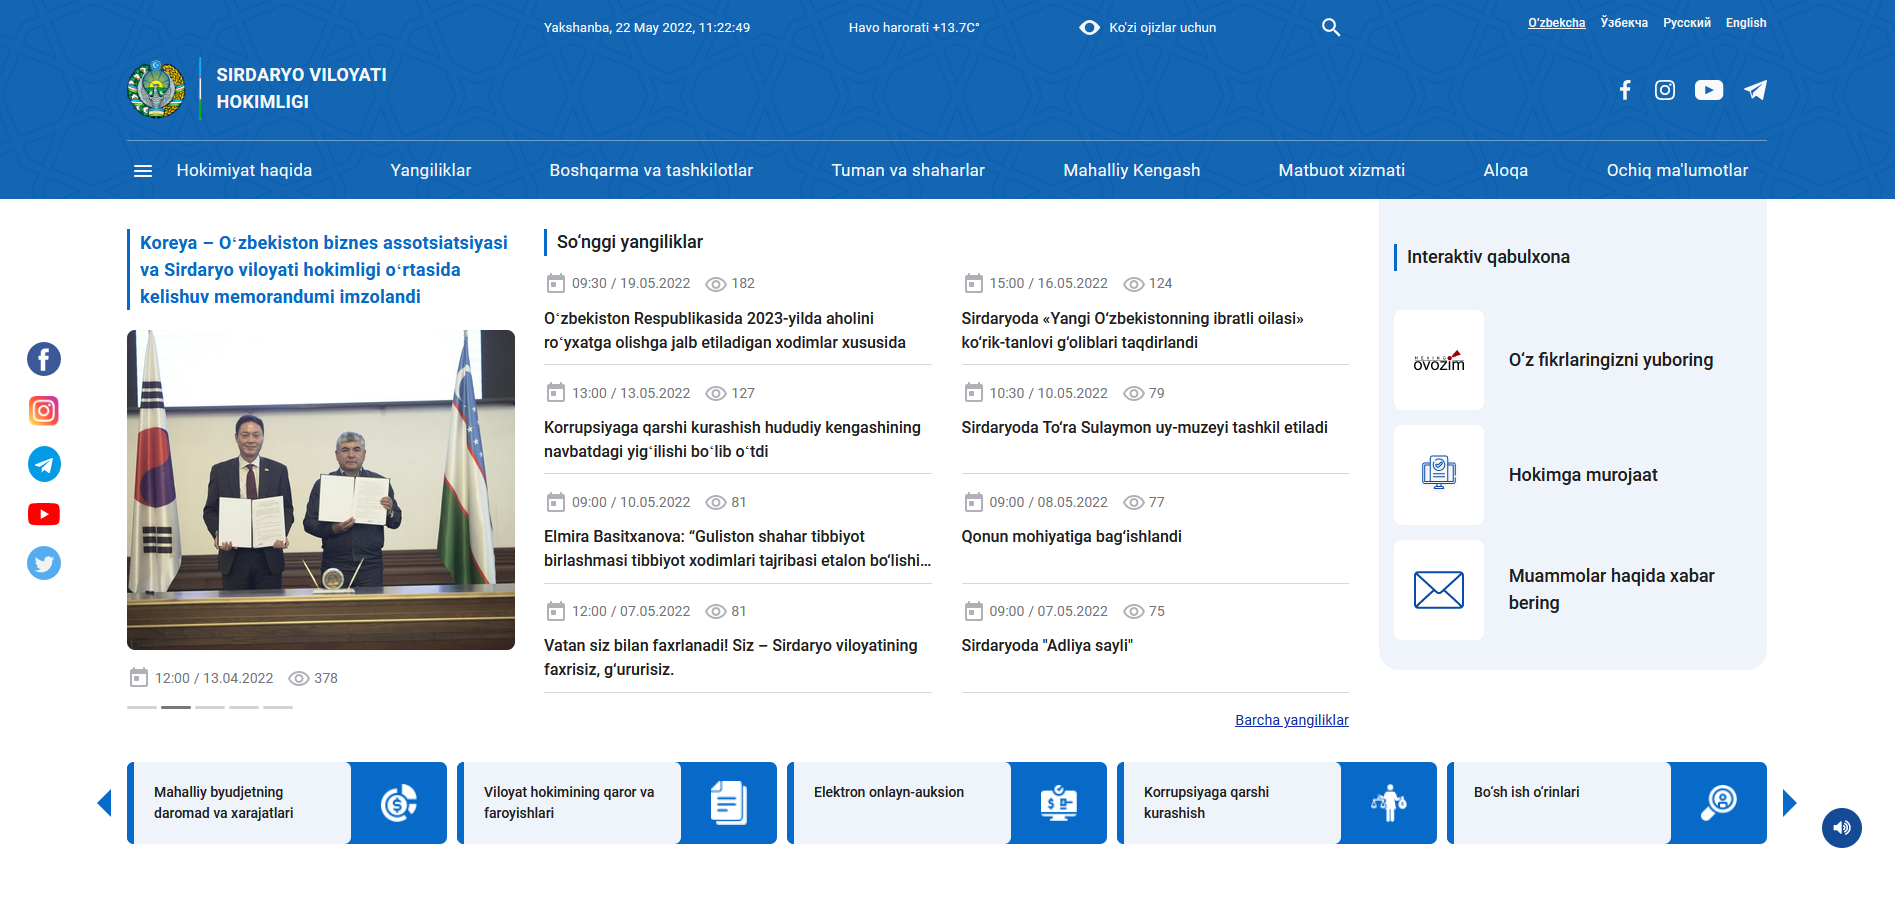 Yakshanba, 22 May 2022, 11:22:49
Havo harorati +13.7C°
Ko'zi ojizlar uchun
O‘zbekcha Ўзбекча Русский English
SIRDARYO VILOYATI
HOKIMLIGI
Hokimiyat haqida Yangiliklar Boshqarma va tashkilotlar Tuman va shaharlar Mahalliy Kengash Matbuot xizmati Aloqa Ochiq ma'lumotlar
Koreya – Oʻzbekiston biznes assotsiatsiyasi
va Sirdaryo viloyati hokimligi oʻrtasida
kelishuv memorandumi imzolandi
12:00 / 13.04.2022 378
So‘nggi yangiliklar
09:30 / 19.05.2022 182
Oʻzbekiston Respublikasida 2023-yilda aholini
roʻyxatga olishga jalb etiladigan xodimlar xususida
15:00 / 16.05.2022 124
Sirdaryoda «Yangi O‘zbekistonning ibratli oilasi»
ko‘rik-tanlovi g‘oliblari taqdirlandi
13:00 / 13.05.2022 127
Korrupsiyaga qarshi kurashish hududiy kengashining
navbatdagi yigʻilishi boʻlib oʻtdi
10:30 / 10.05.2022 79
Sirdaryoda To‘ra Sulaymon uy-muzeyi tashkil etiladi
09:00 / 10.05.2022 81
Elmira Basitxanova: “Guliston shahar tibbiyot
birlashmasi tibbiyot xodimlari tajribasi etalon bo‘lishi...
09:00 / 08.05.2022 77
Qonun mohiyatiga bag‘ishlandi
12:00 / 07.05.2022 81
Vatan siz bilan faxrlanadi! Siz – Sirdaryo viloyatining
faxrisiz, g‘ururisiz.
09:00 / 07.05.2022 75
Sirdaryoda "Adliya sayli"
Barcha yangiliklar
Interaktiv qabulxona
MENING
OVOZIM
O‘z fikrlaringizni yuboring
Hokimga murojaat
Muammolar haqida xabar
bering
Mahalliy byudjetning
daromad va xarajatlari
Viloyat hokimining qaror va
faroyishlari
Elektron onlayn-auksion
Korrupsiyaga qarshi
kurashish
Bo‘sh ish o‘rinlari